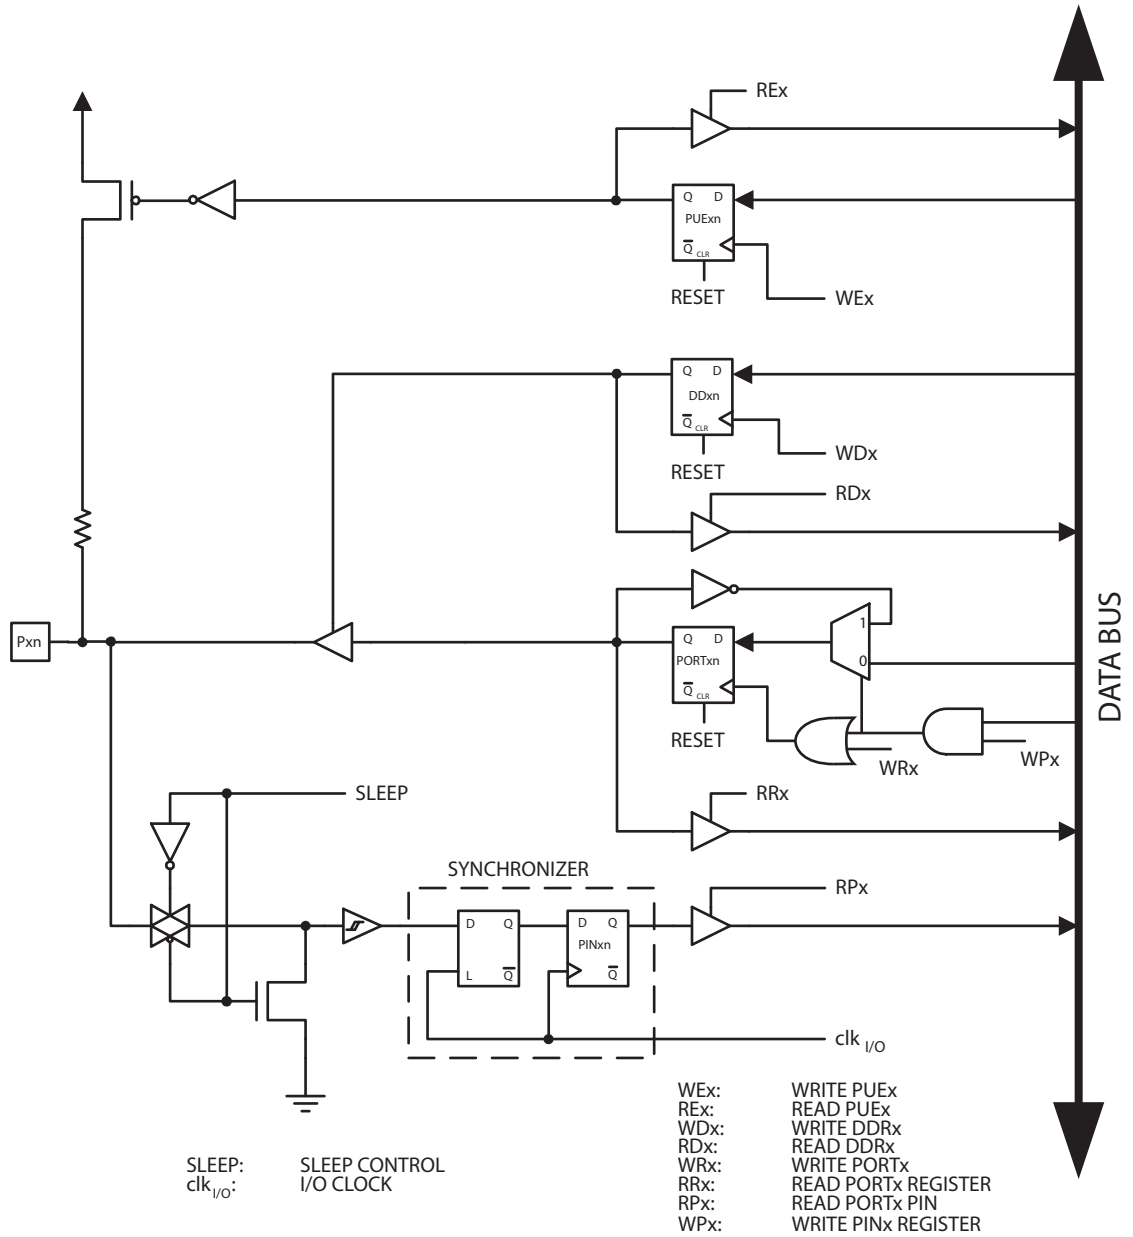 REx
Q D
PUExn
Q CLR
RESET
WEx
Q D
DDxn
Q CLR
RESET
WDx
RDx
1
Pxn
Q D
PORTxn
0
Q CLR
RESET
WRx
WPx
DATA BUS
SLEEP
RRx
SYNCHRONIZER
RPx
D Q
D Q
PINxn
L Q
Q
clk I/O
WEx: WRITE PUEx
REx: READ PUEx
WDx: WRITE DDRx
RDx: READ DDRx
WRx: WRITE PORTx
RRx: READ PORTx REGISTER
RPx: READ PORTx PIN
WPx: WRITE PINx REGISTER
SLEEP: SLEEP CONTROL
clk I/O: I/O CLOCK